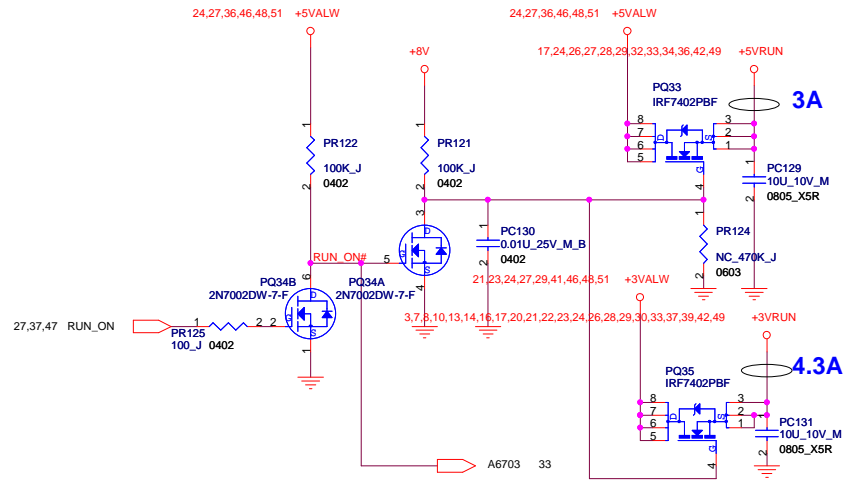 24,27,36,46,48,51 +5VALW
24,27,36,46,48,51 +5VALW
+8V
17,24,26,27,28,29,32,33,34,36,42,49 +5VRUN
PQ33
IRF7402PBF
3A
8
7
6
5
D
S
G
3
2
1
4
1
PR122
100K_J
0402
2
1
PR121
100K_J
0402
2
1
PC129
10U_10V_M
0805_X5R
2
3
D
G
S
5
4
PQ34A
2N7002DW-7-F
1
PC130
0.01U_25V_M_B
0402
2
1
PR124
NC_470K_J
0603
2
RUN_ON#
6
D
G
S
2
1
PQ34B
2N7002DW-7-F
21,23,24,27,29,41,46,48,51
+3VALW
27,37,47 RUN_ON
1
2
PR125
100_J 0402
3,7,8,10,13,14,16,17,20,21,22,23,24,26,28,29,30,33,37,39,42,49
+3VRUN
PQ35
IRF7402PBF
4.3A
8
7
6
5
D
S
G
3
2
1
4
1
PC131
10U_10V_M
0805_X5R
2
A6703 33